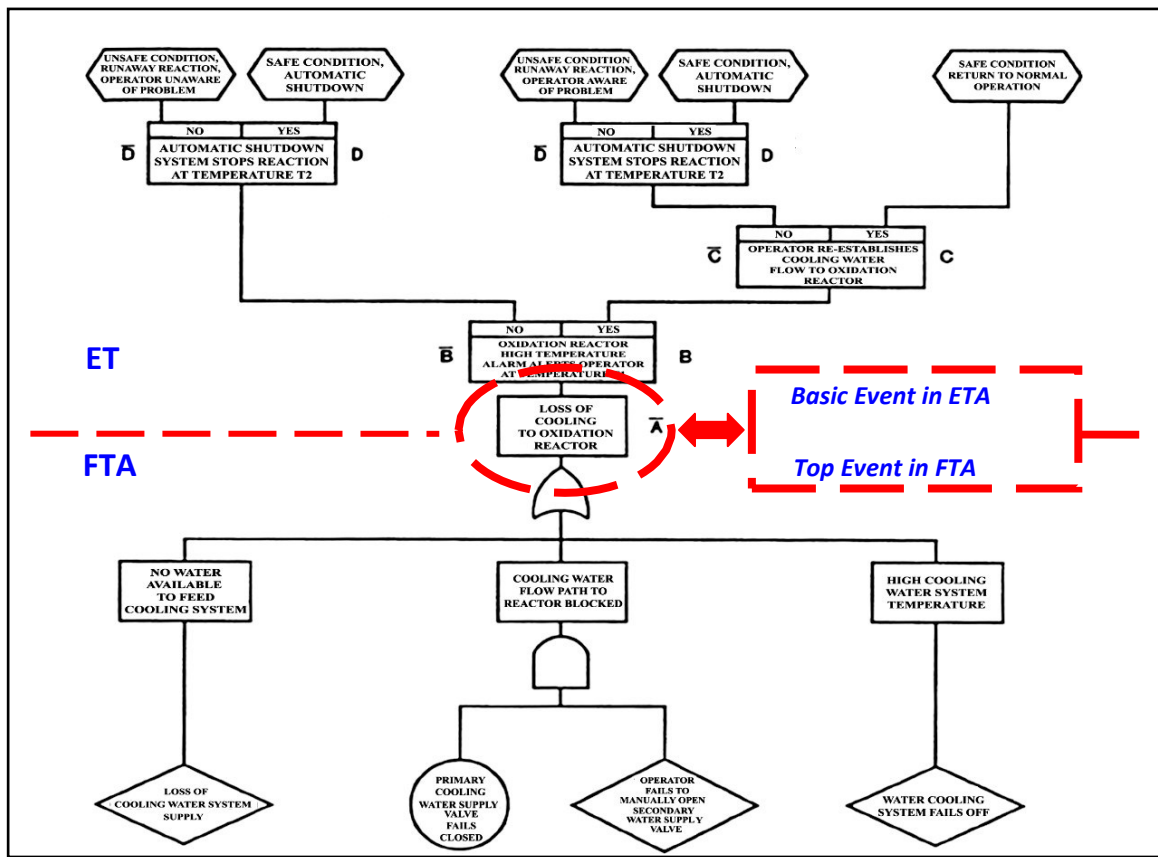 UNSAFE CONDITION,
RUNAWAY REACTION,
OPERATOR UNAWARE
OF PROBLEM
SAFE CONDITION,
AUTOMATIC
SHUTDOWN
UNSAFE CONDITION
RUNAWAY REACTION,
OPERATOR AWARE
OF PROBLEM
SAFE CONDITION,
AUTOMATIC
SHUTDOWN
SAFE CONDITION
RETURN TO NORMAL
OPERATION
NO YES
D̅ D
AUTOMATIC SHUTDOWN
SYSTEM STOPS REACTION
AT TEMPERATURE T2
NO YES
D̅ D
AUTOMATIC SHUTDOWN
SYSTEM STOPS REACTION
AT TEMPERATURE T2
NO YES
C̅ C
OPERATOR RE-ESTABLISHES
COOLING WATER
FLOW TO OXIDATION
REACTOR
NO YES
B̅ B
OXIDATION REACTOR
HIGH TEMPERATURE
ALARM ALERTS OPERATOR
AT TEMPERATURE
ET
LOSS OF
COOLING
TO OXIDATION
REACTOR
A̅
Basic Event in ETA
Top Event in FTA
FTA
NO WATER
AVAILABLE
TO FEED
COOLING SYSTEM
COOLING WATER
FLOW PATH TO
REACTOR BLOCKED
HIGH COOLING
WATER SYSTEM
TEMPERATURE
LOSS OF
COOLING WATER SYSTEM
SUPPLY
PRIMARY
COOLING
WATER SUPPLY
VALVE
FAILS
CLOSED
OPERATOR
FAILS TO
MANUALLY OPEN
SECONDARY
WATER SUPPLY
VALVE
WATER COOLING
SYSTEM FAILS OFF